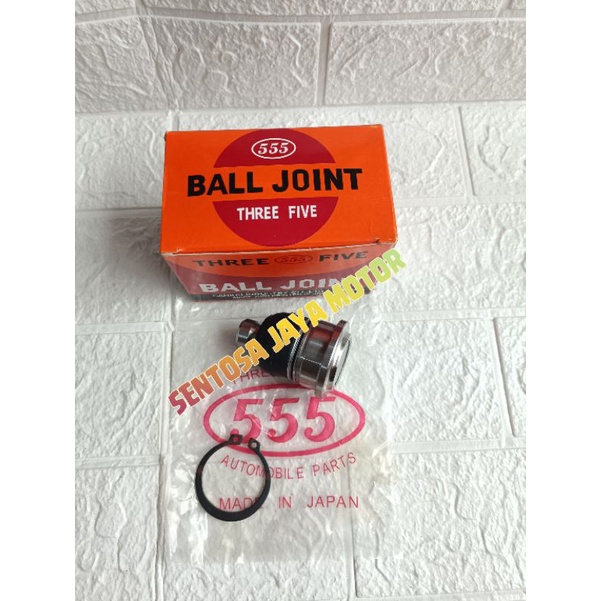 555
BALL JOINT
THREE FIVE
THREE 555 FIVE
BALL JOINT
SENTOSA JAYA MOTOR
555
AUTOMOBILE PARTS
MADE IN JAPAN